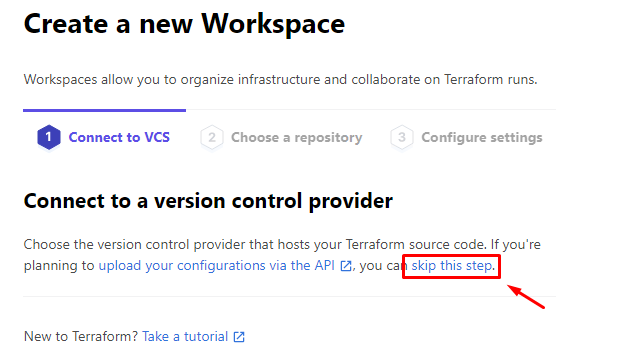 Create a new Workspace
Workspaces allow you to organize infrastructure and collaborate on Terraform runs.
1 Connect to VCS 2 Choose a repository 3 Configure settings
Connect to a version control provider
Choose the version control provider that hosts your Terraform source code. If you're
planning to upload your configurations via the API, you can skip this step.
New to Terraform? Take a tutorial